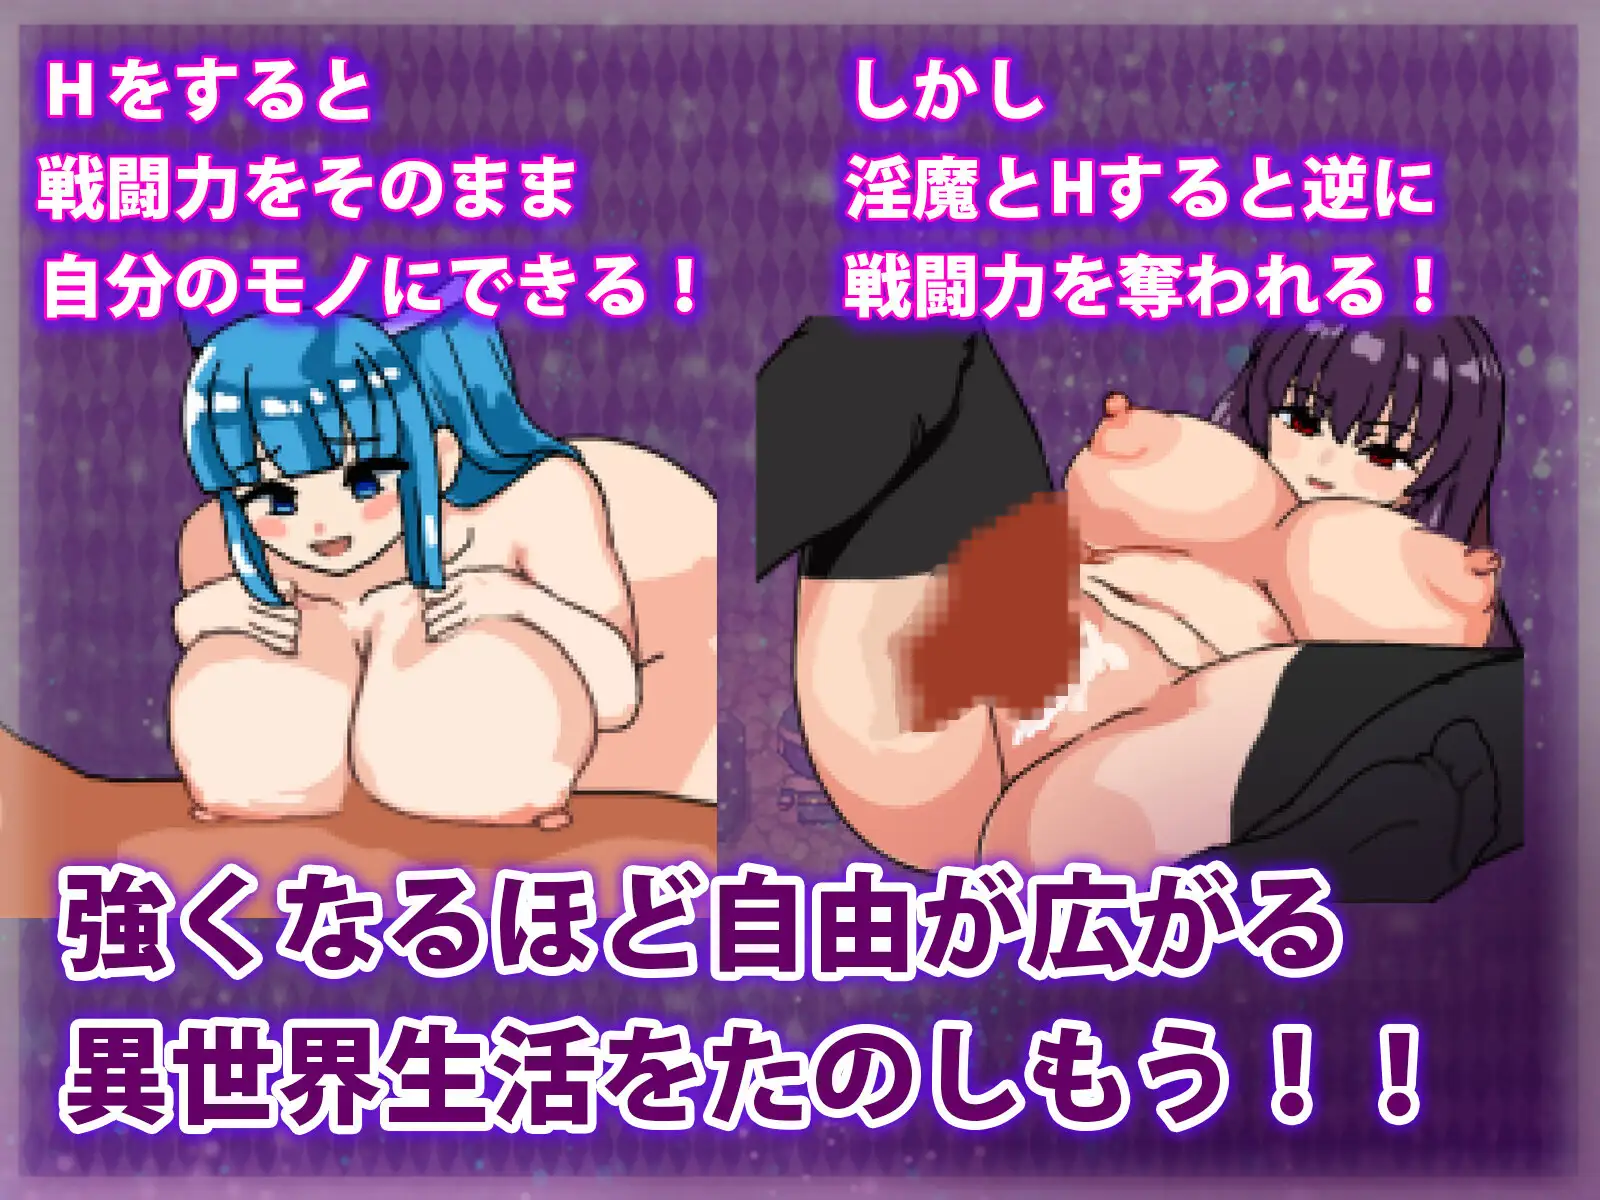 Hをすると
戦闘力をそのまま
自分のモノにできる！
しかし
淫魔とHすると逆に
戦闘力を奪われる！
強くなるほど自由が広がる
異世界生活をたのしもう！！